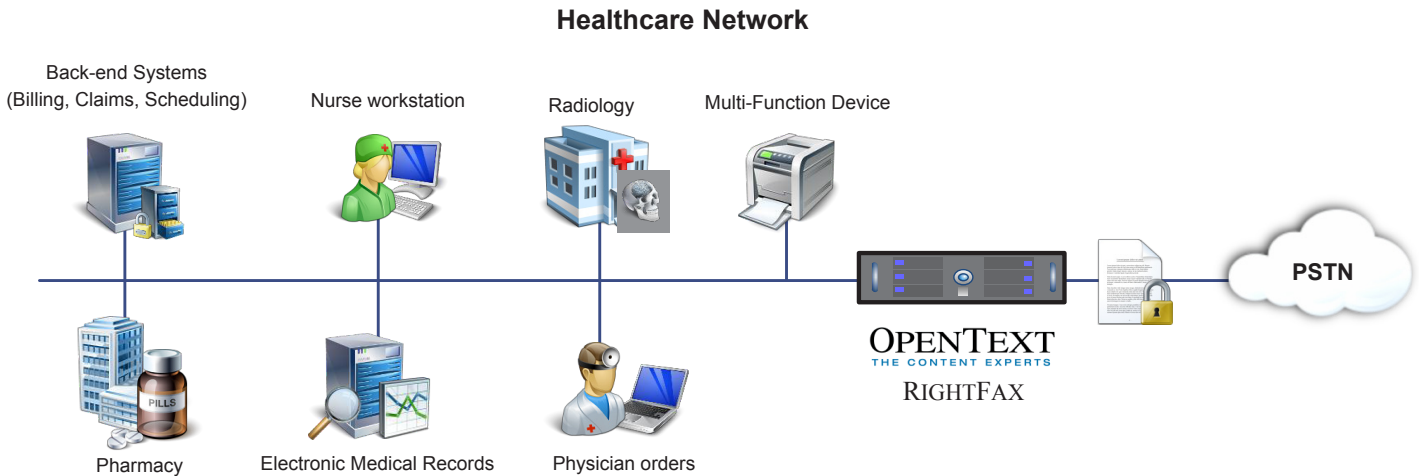 Healthcare Network
Back-end Systems
(Billing, Claims, Scheduling)
Nurse workstation
Radiology
Multi-Function Device
PSTN
OPENTEXT
THE CONTENT EXPERTS
RIGHTFAX
PILLS
Pharmacy
Electronic Medical Records
Physician orders